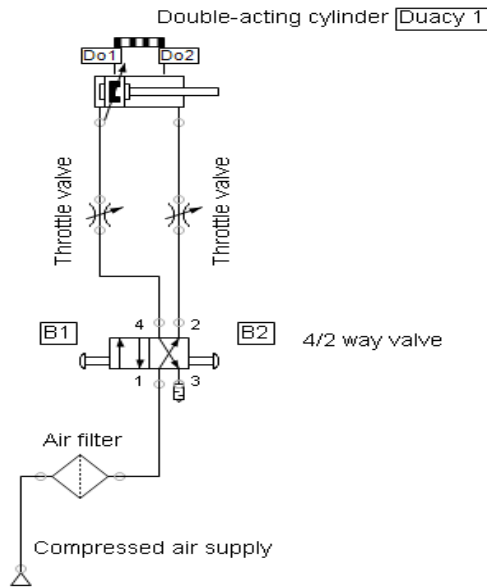 Double-acting cylinder Duacy 1
Do1 Do2
Throttle valve
Throttle valve
4 2
B1 B2
4/2 way valve
1 3
Air filter
Compressed air supply